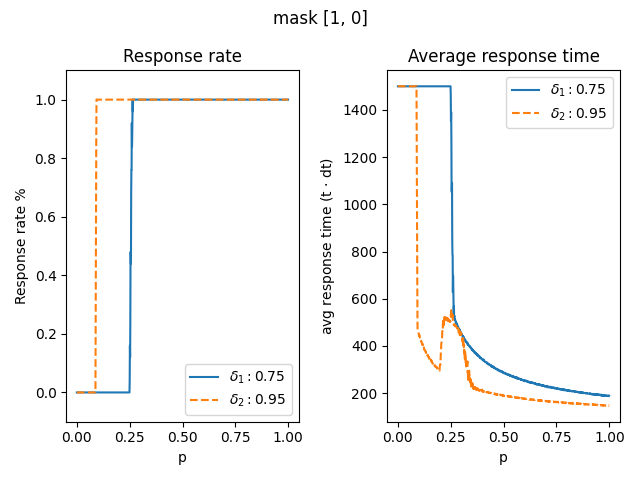 mask [1, 0]
Response rate
Response rate %
1.0
0.8
0.6
0.4
0.2
0.0
0.00 0.25 0.50 0.75 1.00
p
δ₁ : 0.75
δ₂ : 0.95
Average response time
avg response time (t · dt)
1400
1200
1000
800
600
400
200
0.00 0.25 0.50 0.75 1.00
p
δ₁ : 0.75
δ₂ : 0.95